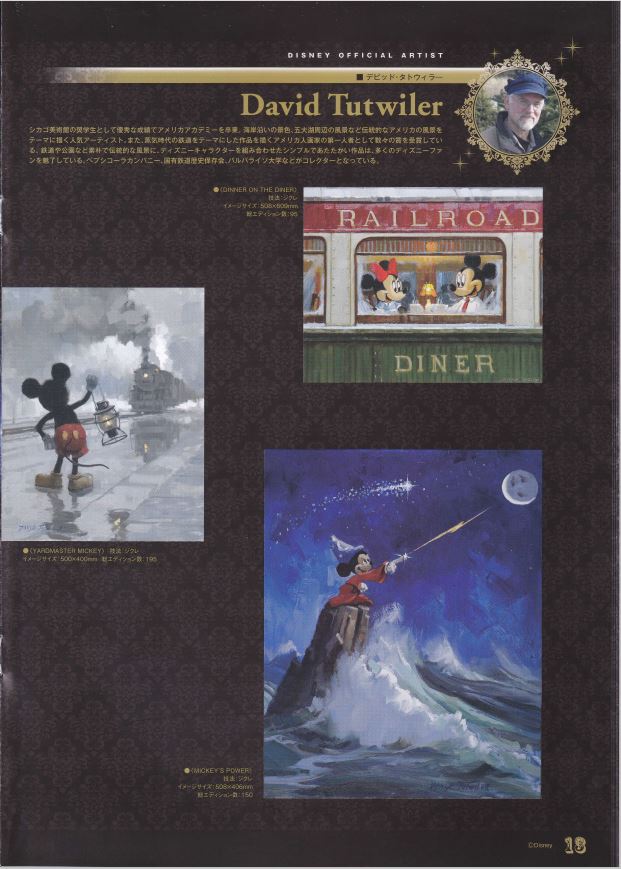 DISNEY OFFICIAL ARTIST
■ デビッド・タトウィラー
David Tutwiler
シカゴ美術館の奨学生として優秀な成績でアメリカアカデミーを卒業。海岸沿いの景色、五大湖周辺の風景など伝統的なアメリカの風景を
テーマに描く人気アーティスト。また、蒸気時代の鉄道をテーマにした作品を描くアメリカ人画家の第一人者として数々の賞を受賞してい
る。鉄道や公園など素朴で伝統的な風景に、ディズニーキャラクターを組み合わせたシンプルであたたかい作品は、多くのディズニーファ
ンを魅了している。ペプシコーラカンパニー、国有鉄道歴史保存会、バルパライソ大学などがコレクターとなっている。
●〈DINNER ON THE DINER〉
技法：ジクレ
イメージサイズ：508×609mm
総エディション数：95
RAILROAD
DINER
●〈YARDMASTER MICKEY〉 技法：ジクレ
イメージサイズ：500×400mm 総エディション数：195
●〈MICKEY'S POWER〉
技法：ジクレ
イメージサイズ：508×406mm
総エディション数：150
©Disney 13